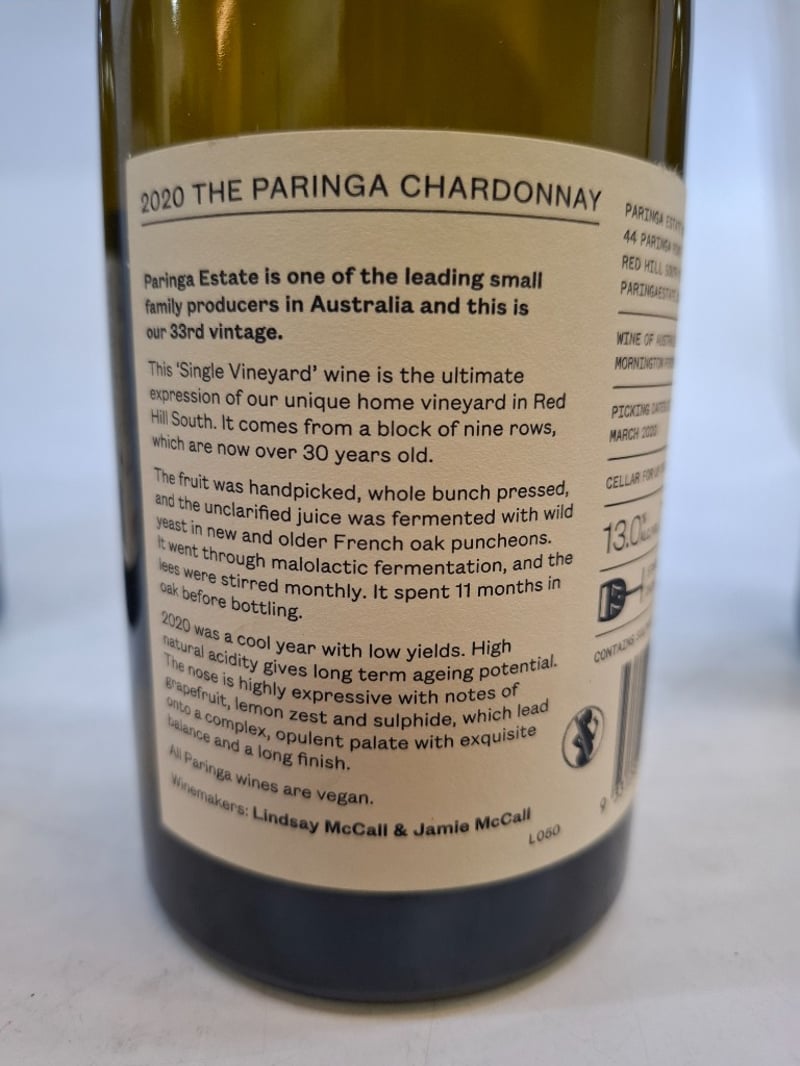 2020 THE PARINGA CHARDONNAY
Paringa Estate is one of the leading small
family producers in Australia and this is
our 33rd vintage.
This ‘Single Vineyard’ wine is the ultimate
expression of our unique home vineyard in Red
Hill South. It comes from a block of nine rows,
which are now over 30 years old.
The fruit was handpicked, whole bunch pressed,
and the unclarified juice was fermented with wild
yeast in new and older French oak puncheons.
It went through malolactic fermentation, and the
lees were stirred monthly. It spent 11 months in
oak before bottling.
2020 was a cool year with low yields. High
natural acidity gives long term ageing potential.
The nose is highly expressive with notes of
grapefruit, lemon zest and sulphide, which lead
onto a complex, opulent palate with exquisite
balance and a long finish.
All Paringa wines are vegan.
Winemakers: Lindsay McCall & Jamie McCall
L050
PARINGA ESTATE
44 PARINGA
RED HILL
WINE OF
MORNINGTON
PICKING
MARCH 2020
CELLAR FOR
13.0%
CONTAINS
9